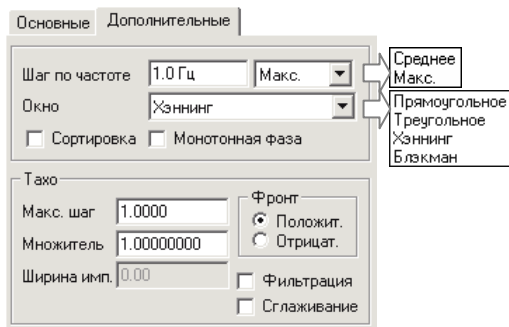 Основные Дополнительные
Шаг по частоте 1.0 Гц Макс.
Окно Хэннинг
Сортировка Монотонная фаза
Среднее
Макс.
Прямоугольное
Треугольное
Хэннинг
Блэкман
Тахо
Макс. шаг 1.0000
Множитель 1.00000000
Ширина имп. 0.00
Фронт
Положит.
Отрицат.
Фильтрация
Сглаживание